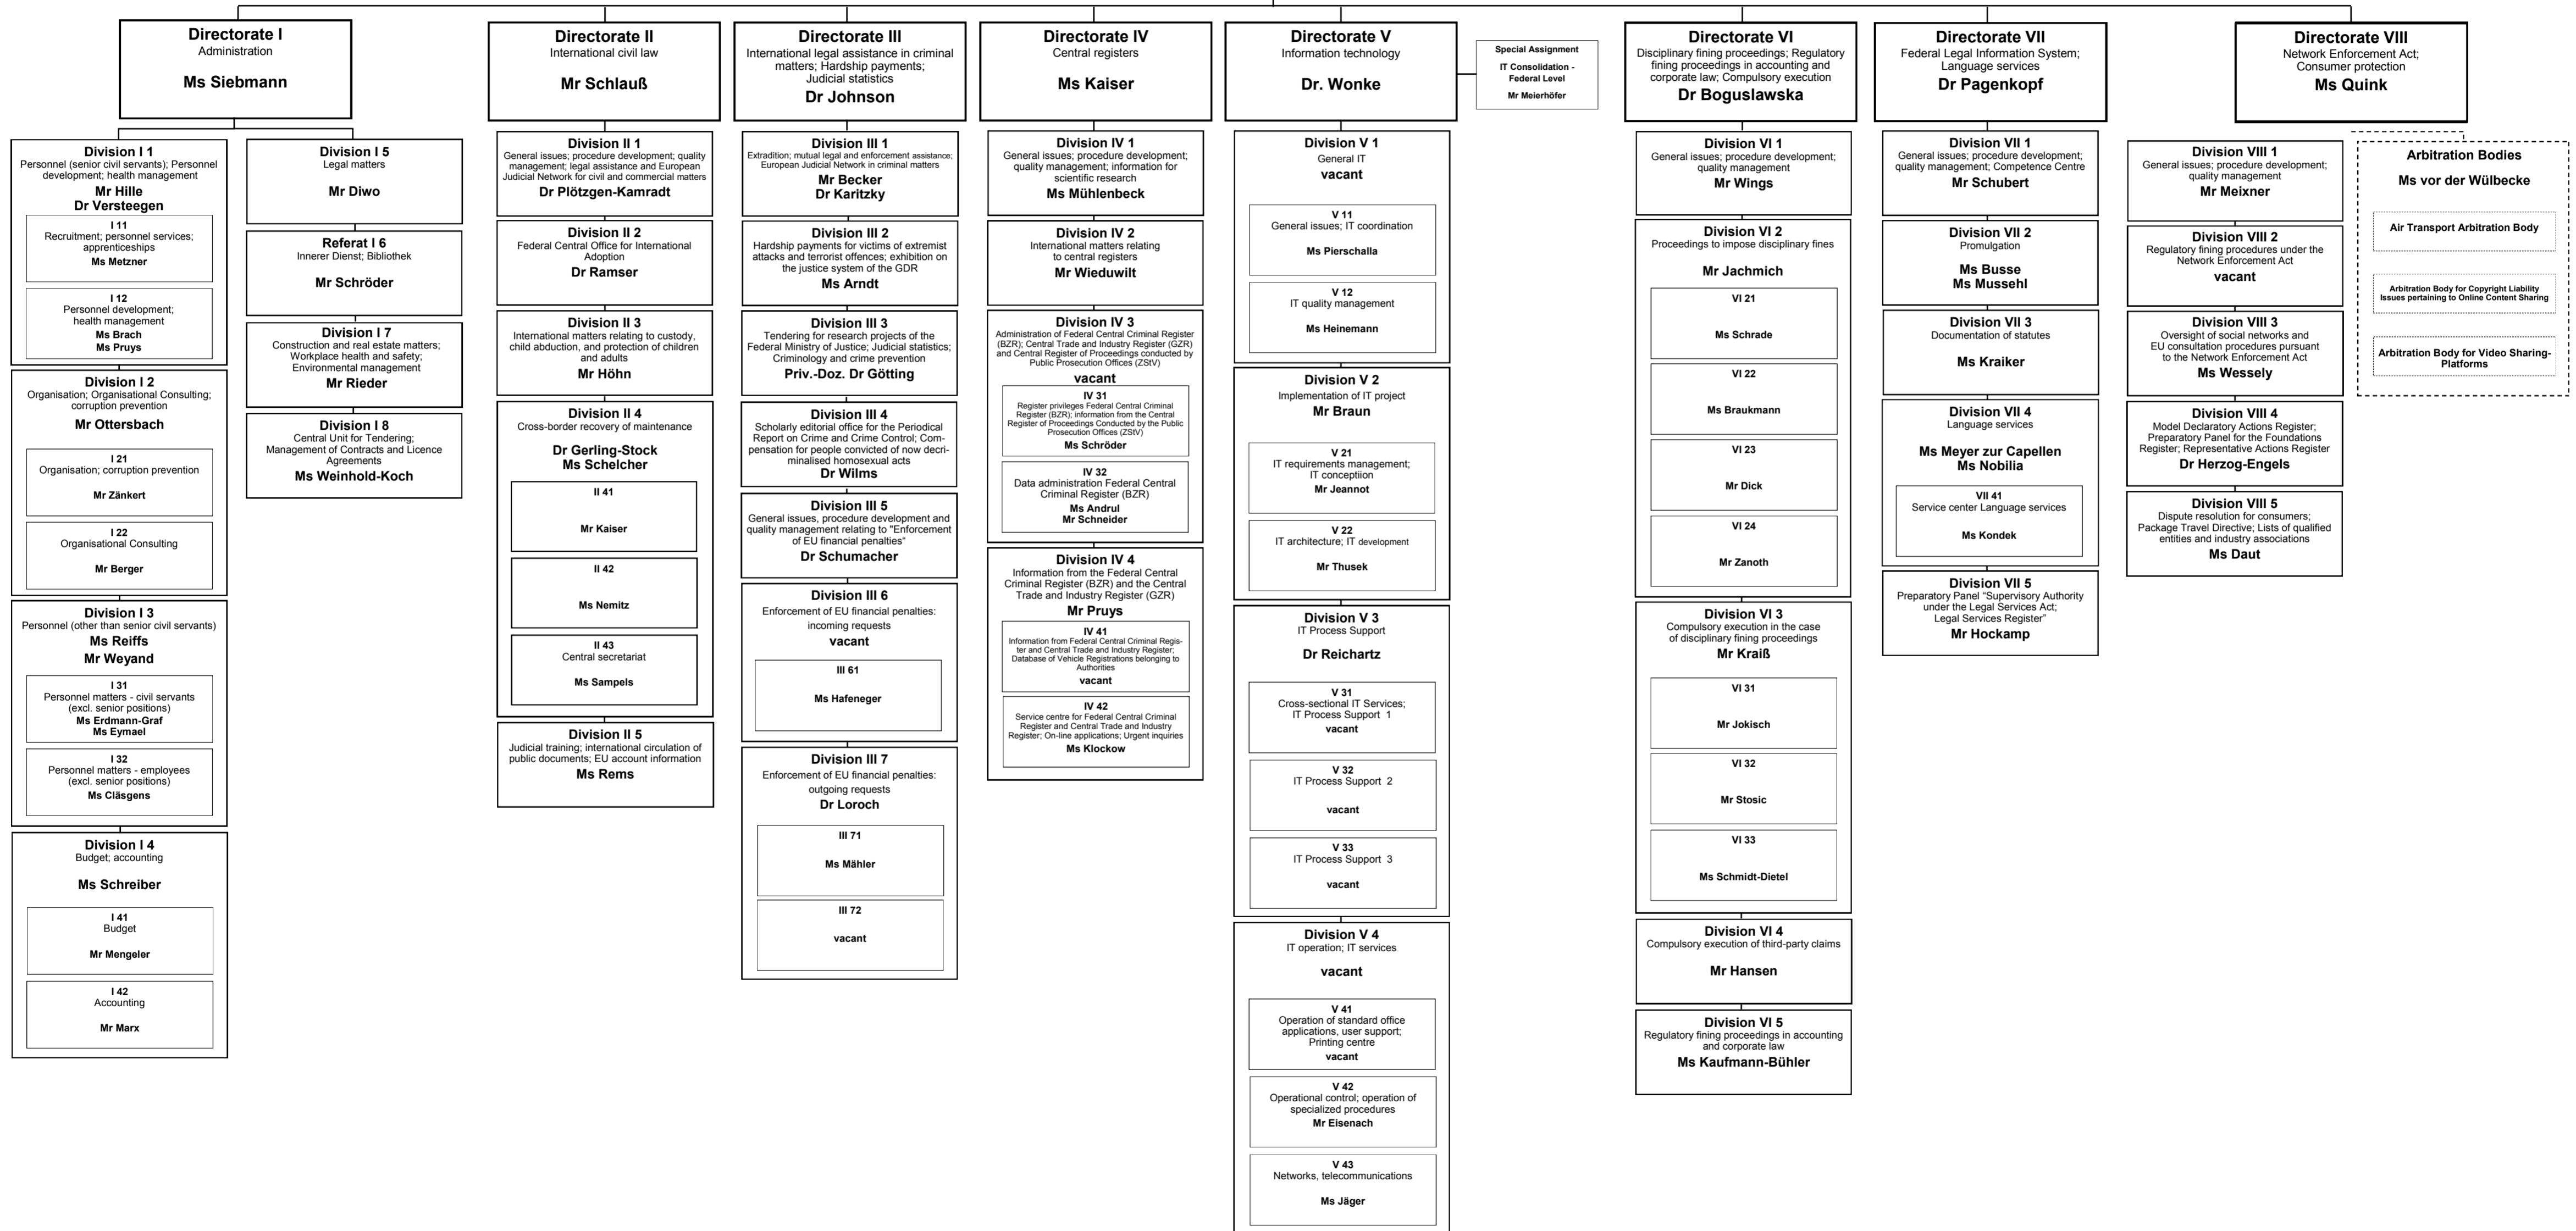 Directorate I
Administration
Ms Siebmann
Division I 1
Personnel (senior civil servants); Personnel
development; health management
Mr Hille
Dr Versteegen
I 11
Recruitment; personnel services;
apprenticeships
Ms Metzner
I 12
Personnel development;
health management
Ms Brach
Ms Pruys
Division I 2
Organisation; Organisational Consulting;
corruption prevention
Mr Ottersbach
I 21
Organisation; corruption prevention
Mr Zänkert
I 22
Organisational Consulting
Mr Berger
Division I 3
Personnel (other than senior civil servants)
Ms Reiffs
Mr Weyand
I 31
Personnel matters - civil servants
(excl. senior positions)
Ms Erdmann-Graf
Ms Eymael
I 32
Personnel matters - employees
(excl. senior positions)
Ms Cläsgens
Division I 4
Budget; accounting
Ms Schreiber
I 41
Budget
Mr Mengeler
I 42
Accounting
Mr Marx
Division I 5
Legal matters
Mr Diwo
Referat I 6
Innerer Dienst; Bibliothek
Mr Schröder
Division I 7
Construction and real estate matters;
Workplace health and safety;
Environmental management
Mr Rieder
Division I 8
Central Unit for Tendering;
Management of Contracts and Licence
Agreements
Ms Weinhold-Koch
Directorate II
International civil law
Mr Schlauß
Division II 1
General issues; procedure development; quality
management; legal assistance and European
Judicial Network for civil and commercial matters
Dr Plötzgen-Kamradt
Division II 2
Federal Central Office for International
Adoption
Dr Ramser
Division II 3
International matters relating to custody,
child abduction, and protection of children
and adults
Mr Höhn
Division II 4
Cross-border recovery of maintenance
Dr Gerling-Stock
Ms Schelcher
II 41
Mr Kaiser
II 42
Ms Nemitz
II 43
Central secretariat
Ms Sampels
Division II 5
Judicial training; international circulation of
public documents; EU account information
Ms Rems
Directorate III
International legal assistance in criminal
matters; Hardship payments;
Judicial statistics
Dr Johnson
Division III 1
Extradition; mutual legal and enforcement assistance;
European Judicial Network in criminal matters
Mr Becker
Dr Karitzky
Division III 2
Hardship payments for victims of extremist
attacks and terrorist offences; exhibition on
the justice system of the GDR
Ms Arndt
Division III 3
Tendering for research projects of the
Federal Ministry of Justice; Judicial statistics;
Criminology and crime prevention
Priv.-Doz. Dr Götting
Division III 4
Scholarly editorial office for the Periodical
Report on Crime and Crime Control; Com-
pensation for people convicted of now decri-
minalised homosexual acts
Dr Wilms
Division III 5
General issues, procedure development and
quality management relating to "Enforcement
of EU financial penalties“
Dr Schumacher
Division III 6
Enforcement of EU financial penalties:
incoming requests
vacant
III 61
Ms Hafeneger
Division III 7
Enforcement of EU financial penalties:
outgoing requests
Dr Loroch
III 71
Ms Mähler
III 72
vacant
Directorate IV
Central registers
Ms Kaiser
Division IV 1
General issues; procedure development;
quality management; information for
scientific research
Ms Mühlenbeck
Division IV 2
International matters relating
to central registers
Mr Wieduwilt
Division IV 3
Administration of Federal Central Criminal Register
(BZR); Central Trade and Industry Register (GZR)
and Central Register of Proceedings conducted by
Public Prosecution Offices (ZStV)
vacant
IV 31
Register privileges Federal Central Criminal
Register (BZR); information from the Central
Register of Proceedings Conducted by the Public
Prosecution Offices (ZStV)
Ms Schröder
IV 32
Data administration Federal Central
Criminal Register (BZR)
Ms Andrul
Mr Schneider
Division IV 4
Information from the Federal Central
Criminal Register (BZR) and the Central
Trade and Industry Register (GZR)
Mr Pruys
IV 41
Information from Federal Central Criminal Regis-
ter and Central Trade and Industry Register;
Database of Vehicle Registrations belonging to
Authorities
vacant
IV 42
Service centre for Federal Central Criminal
Register and Central Trade and Industry
Register; On-line applications; Urgent inquiries
Ms Klockow
Directorate V
Information technology
Dr. Wonke
Special Assignment
IT Consolidation -
Federal Level
Mr Meierhöfer
Division V 1
General IT
vacant
V 11
General issues; IT coordination
Ms Pierschalla
V 12
IT quality management
Ms Heinemann
Division V 2
Implementation of IT project
Mr Braun
V 21
IT requirements management;
IT conceptiion
Mr Jeannot
V 22
IT architecture; IT development
Mr Thusek
Division V 3
IT Process Support
Dr Reichartz
V 31
Cross-sectional IT Services;
IT Process Support 1
vacant
V 32
IT Process Support 2
vacant
V 33
IT Process Support 3
vacant
Division V 4
IT operation; IT services
vacant
V 41
Operation of standard office
applications, user support;
Printing centre
vacant
V 42
Operational control; operation of
specialized procedures
Mr Eisenach
V 43
Networks, telecommunications
Ms Jäger
Directorate VI
Disciplinary fining proceedings; Regulatory
fining proceedings in accounting and
corporate law; Compulsory execution
Dr Boguslawska
Division VI 1
General issues; procedure development;
quality management
Mr Wings
Division VI 2
Proceedings to impose disciplinary fines
Mr Jachmich
VI 21
Ms Schrade
VI 22
Ms Braukmann
VI 23
Mr Dick
VI 24
Mr Zanoth
Division VI 3
Compulsory execution in the case
of disciplinary fining proceedings
Mr Kraiß
VI 31
Mr Jokisch
VI 32
Mr Stosic
VI 33
Ms Schmidt-Dietel
Division VI 4
Compulsory execution of third-party claims
Mr Hansen
Division VI 5
Regulatory fining proceedings in accounting
and corporate law
Ms Kaufmann-Bühler
Directorate VII
Federal Legal Information System;
Language services
Dr Pagenkopf
Division VII 1
General issues; procedure development;
quality management; Competence Centre
Mr Schubert
Division VII 2
Promulgation
Ms Busse
Ms Mussehl
Division VII 3
Documentation of statutes
Ms Kraiker
Division VII 4
Language services
Ms Meyer zur Capellen
Ms Nobilia
VII 41
Service center Language services
Ms Kondek
Division VII 5
Preparatory Panel “Supervisory Authority
under the Legal Services Act;
Legal Services Register”
Mr Hockamp
Directorate VIII
Network Enforcement Act;
Consumer protection
Ms Quink
Division VIII 1
General issues; procedure development;
quality management
Mr Meixner
Division VIII 2
Regulatory fining procedures under the
Network Enforcement Act
vacant
Division VIII 3
Oversight of social networks and
EU consultation procedures pursuant
to the Network Enforcement Act
Ms Wessely
Division VIII 4
Model Declaratory Actions Register;
Preparatory Panel for the Foundations
Register; Representative Actions Register
Dr Herzog-Engels
Division VIII 5
Dispute resolution for consumers;
Package Travel Directive; Lists of qualified
entities and industry associations
Ms Daut
Arbitration Bodies
Ms vor der Wülbecke
Air Transport Arbitration Body
Arbitration Body for Copyright Liability
Issues pertaining to Online Content Sharing
Arbitration Body for Video Sharing-
Platforms